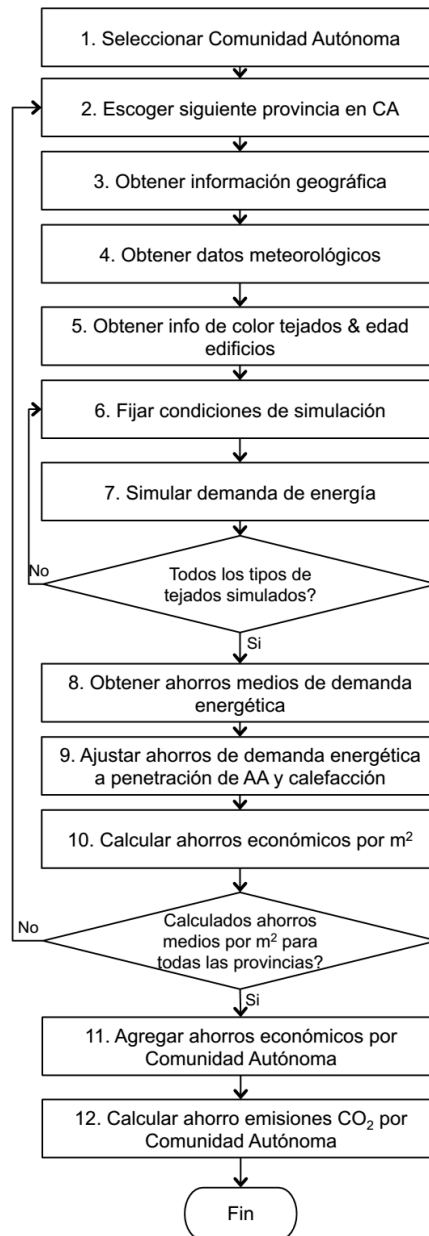 1. Seleccionar Comunidad Autónoma
2. Escoger siguiente provincia en CA
3. Obtener información geográfica
4. Obtener datos meteorológicos
5. Obtener info de color tejados & edad
edificios
6. Fijar condiciones de simulación
7. Simular demanda de energía
No
Todos los tipos de
tejados simulados?
Si
8. Obtener ahorros medios de demanda
energética
9. Ajustar ahorros de demanda energética
a penetración de AA y calefacción
10. Calcular ahorros económicos por m²
No
Calculados ahorros
medios por m² para
todas las provincias?
Si
11. Agregar ahorros económicos por
Comunidad Autónoma
12. Calcular ahorro emisiones CO₂ por
Comunidad Autónoma
Fin